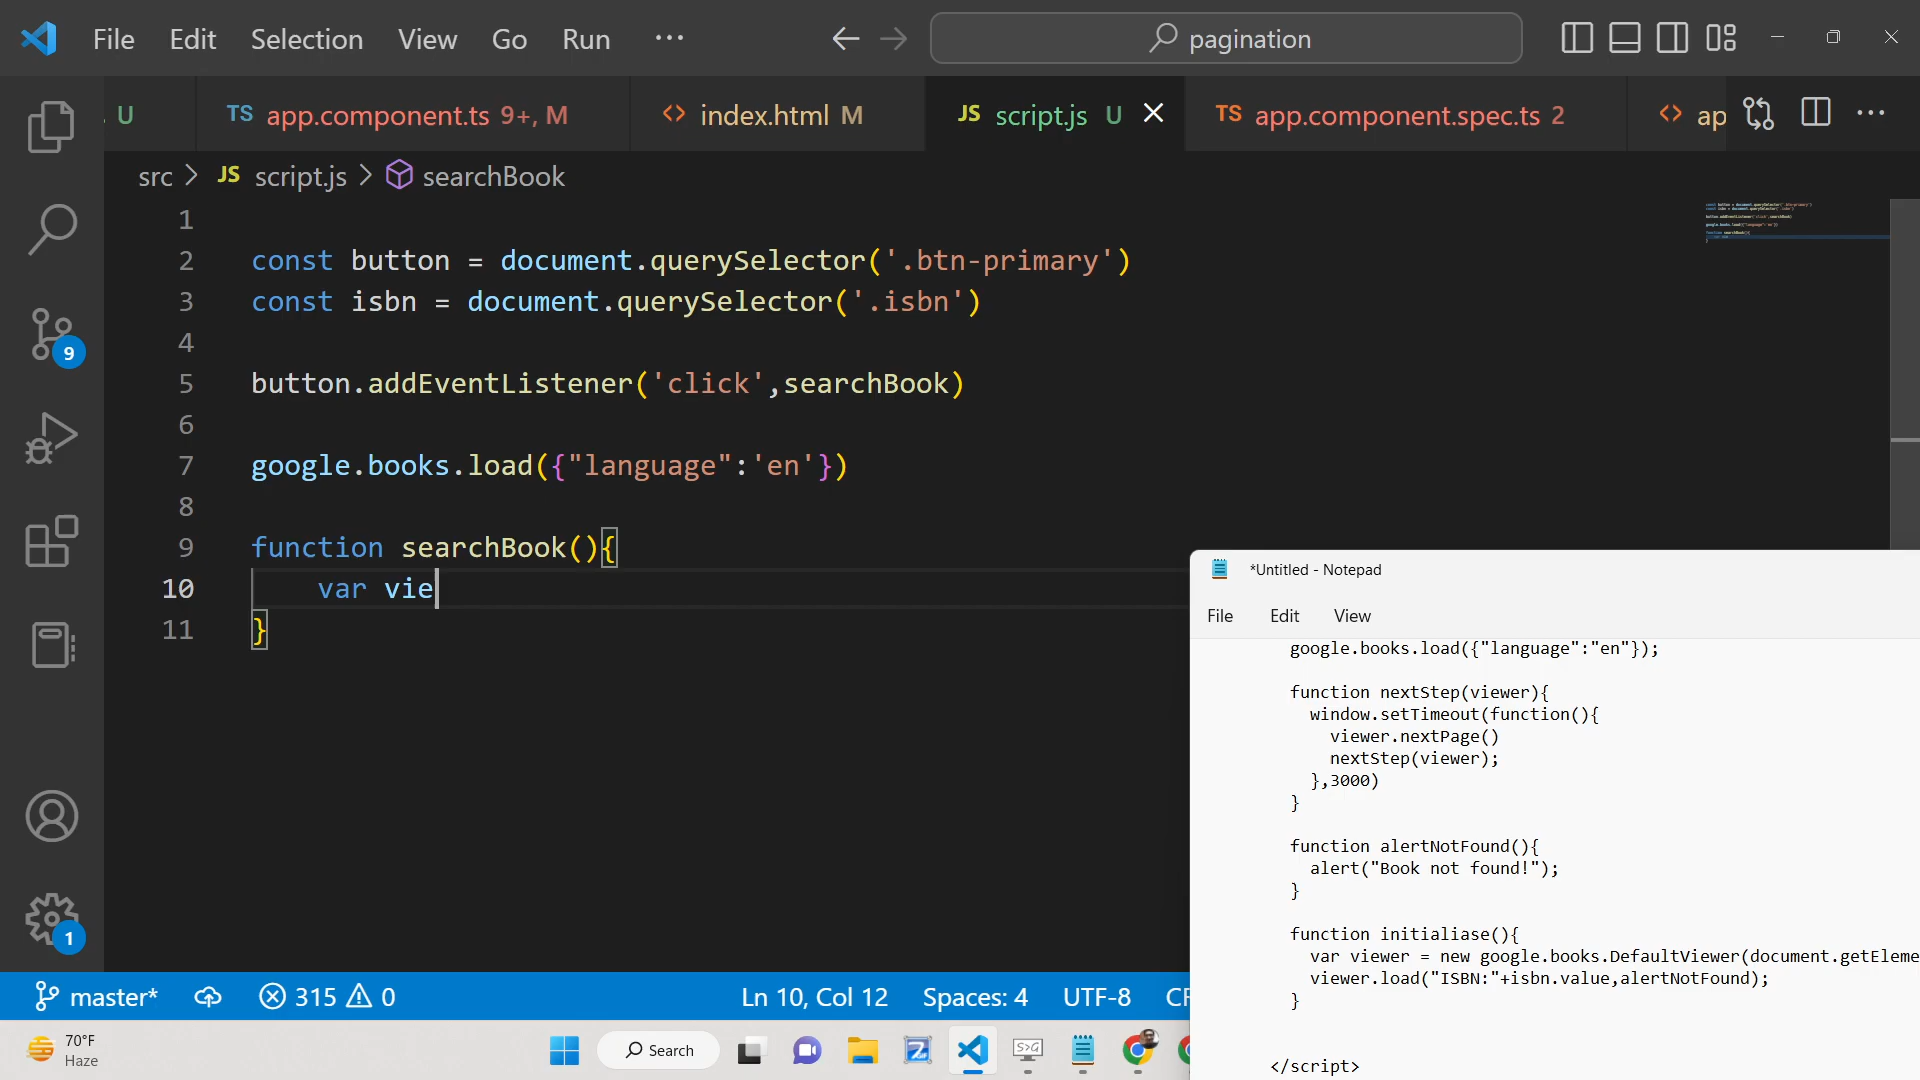 File Edit Selection View Go Run ··· pagination
U TS app.component.ts 9+, M <> index.html M JS script.js U TS app.component.spec.ts 2 <> ap
src > JS script.js > searchBook
1
2 const button = document.querySelector('.btn-primary')
3 const isbn = document.querySelector('.isbn')
4
5 button.addEventListener('click',searchBook)
6
7 google.books.load({"language":'en'})
8
9 function searchBook(){
10 var vie
11 }
9
1
*Untitled - Notepad
File Edit View
google.books.load({"language":"en"});
function nextStep(viewer){
window.setTimeout(function(){
viewer.nextPage()
nextStep(viewer);
},3000)
}
function alertNotFound(){
alert("Book not found!");
}
function initialiase(){
var viewer = new google.books.DefaultViewer(document.getEleme
viewer.load("ISBN:"+isbn.value,alertNotFound);
}
</script>
master* 315 0 Ln 10, Col 12 Spaces: 4 UTF-8 CR
70°F
Haze
Search